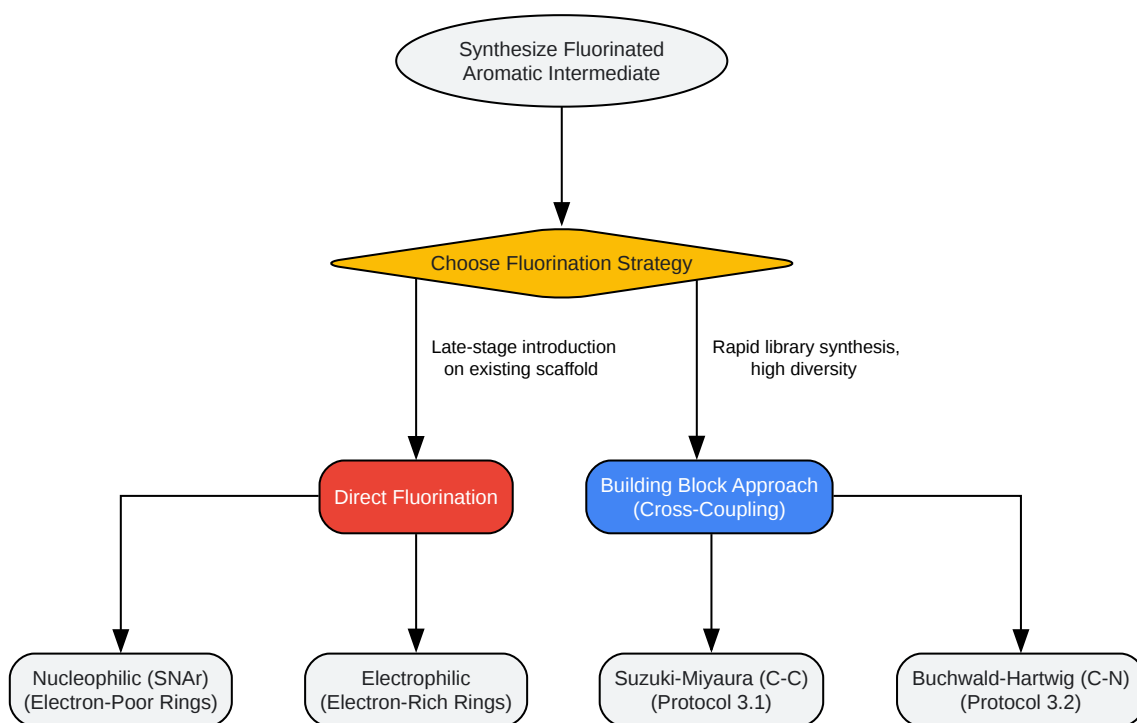 Synthesize Fluorinated
Aromatic Intermediate
Choose Fluorination Strategy
Late-stage introduction
on existing scaffold
Rapid library synthesis,
high diversity
Direct Fluorination
Building Block Approach
(Cross-Coupling)
Nucleophilic (SNAr)
(Electron-Poor Rings)
Electrophilic
(Electron-Rich Rings)
Suzuki-Miyaura (C-C)
(Protocol 3.1)
Buchwald-Hartwig (C-N)
(Protocol 3.2)